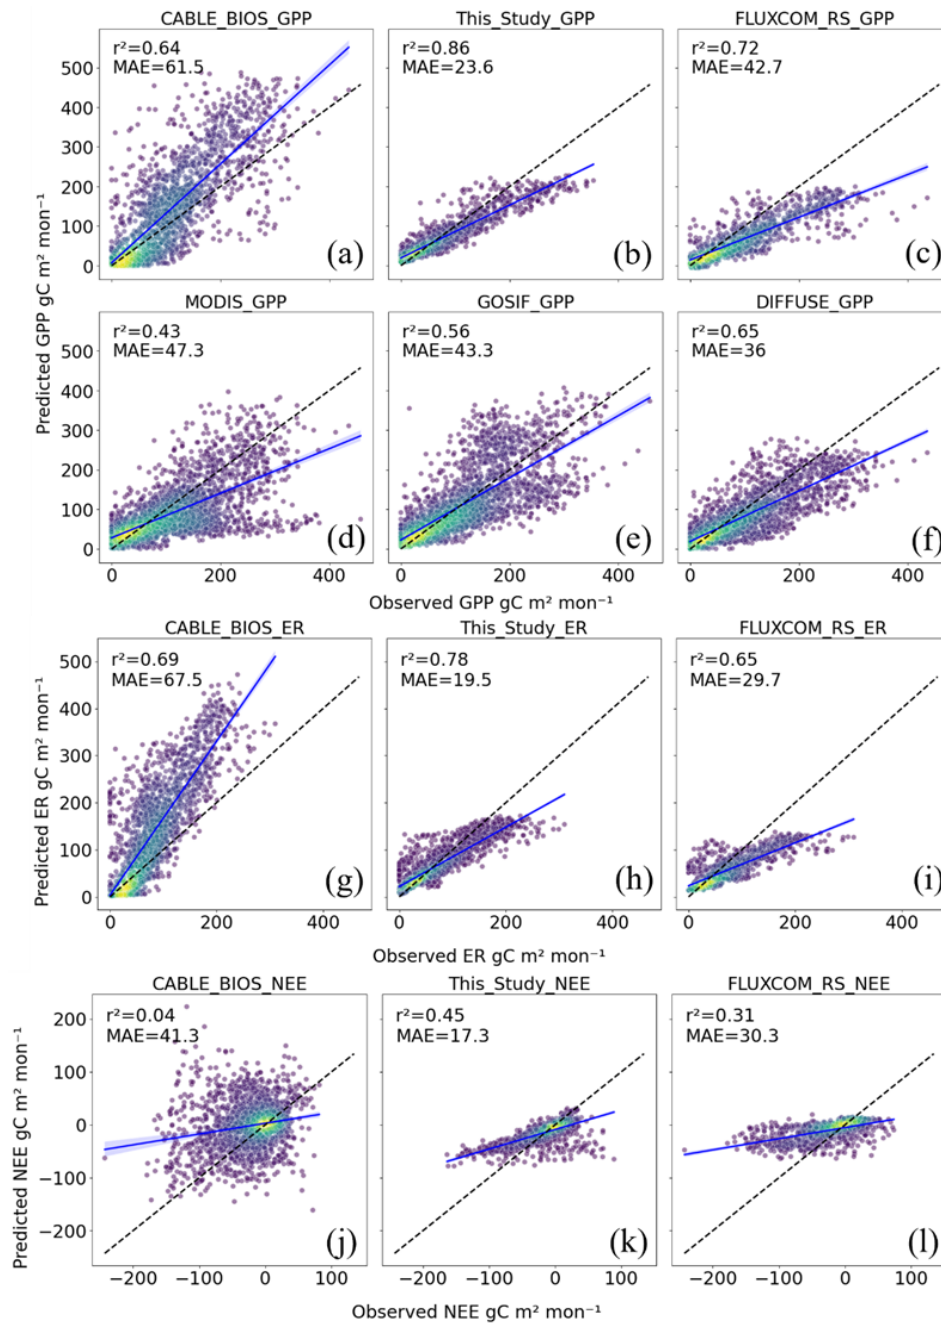 CABLE_BIOS_GPP
This_Study_GPP
FLUXCOM_RS_GPP
r²=0.64
MAE=61.5
r²=0.86
MAE=23.6
r²=0.72
MAE=42.7
500
400
300
200
100
0
(a)
(b)
(c)
MODIS_GPP
GOSIF_GPP
DIFFUSE_GPP
Predicted GPP gC m² mon⁻¹
r²=0.43
MAE=47.3
r²=0.56
MAE=43.3
r²=0.65
MAE=36
500
400
300
200
100
0
(d)
(e)
(f)
0
200
400
0
200
400
0
200
400
Observed GPP gC m² mon⁻¹
CABLE_BIOS_ER
This_Study_ER
FLUXCOM_RS_ER
Predicted ER gC m² mon⁻¹
r²=0.69
MAE=67.5
r²=0.78
MAE=19.5
r²=0.65
MAE=29.7
500
400
300
200
100
0
(g)
(h)
(i)
0
200
400
0
200
400
0
200
400
Observed ER gC m² mon⁻¹
CABLE_BIOS_NEE
This_Study_NEE
FLUXCOM_RS_NEE
Predicted NEE gC m² mon⁻¹
r²=0.04
MAE=41.3
r²=0.45
MAE=17.3
r²=0.31
MAE=30.3
200
100
0
−100
−200
(j)
(k)
(l)
−200
−100
0
100
−200
−100
0
100
−200
−100
0
100
Observed NEE gC m² mon⁻¹